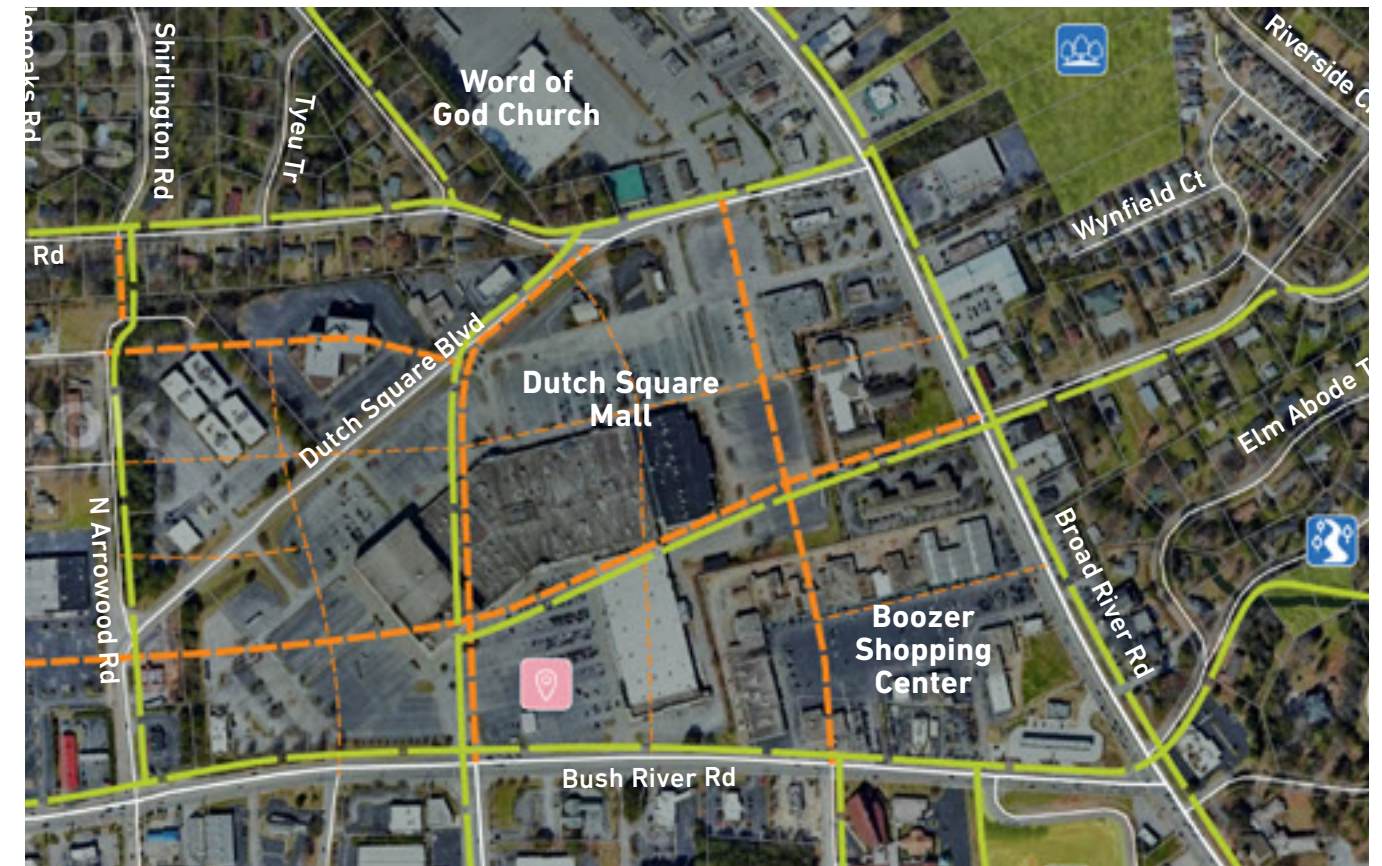 Shirlington Rd
Tyeu Tr
Word of
God Church
Riverside
Rd
Wynfield Ct
Dutch Square Blvd
Dutch Square
Mall
Elm Abode
N Arrowood Rd
Broad River Rd
Boozer
Shopping
Center
Bush River Rd